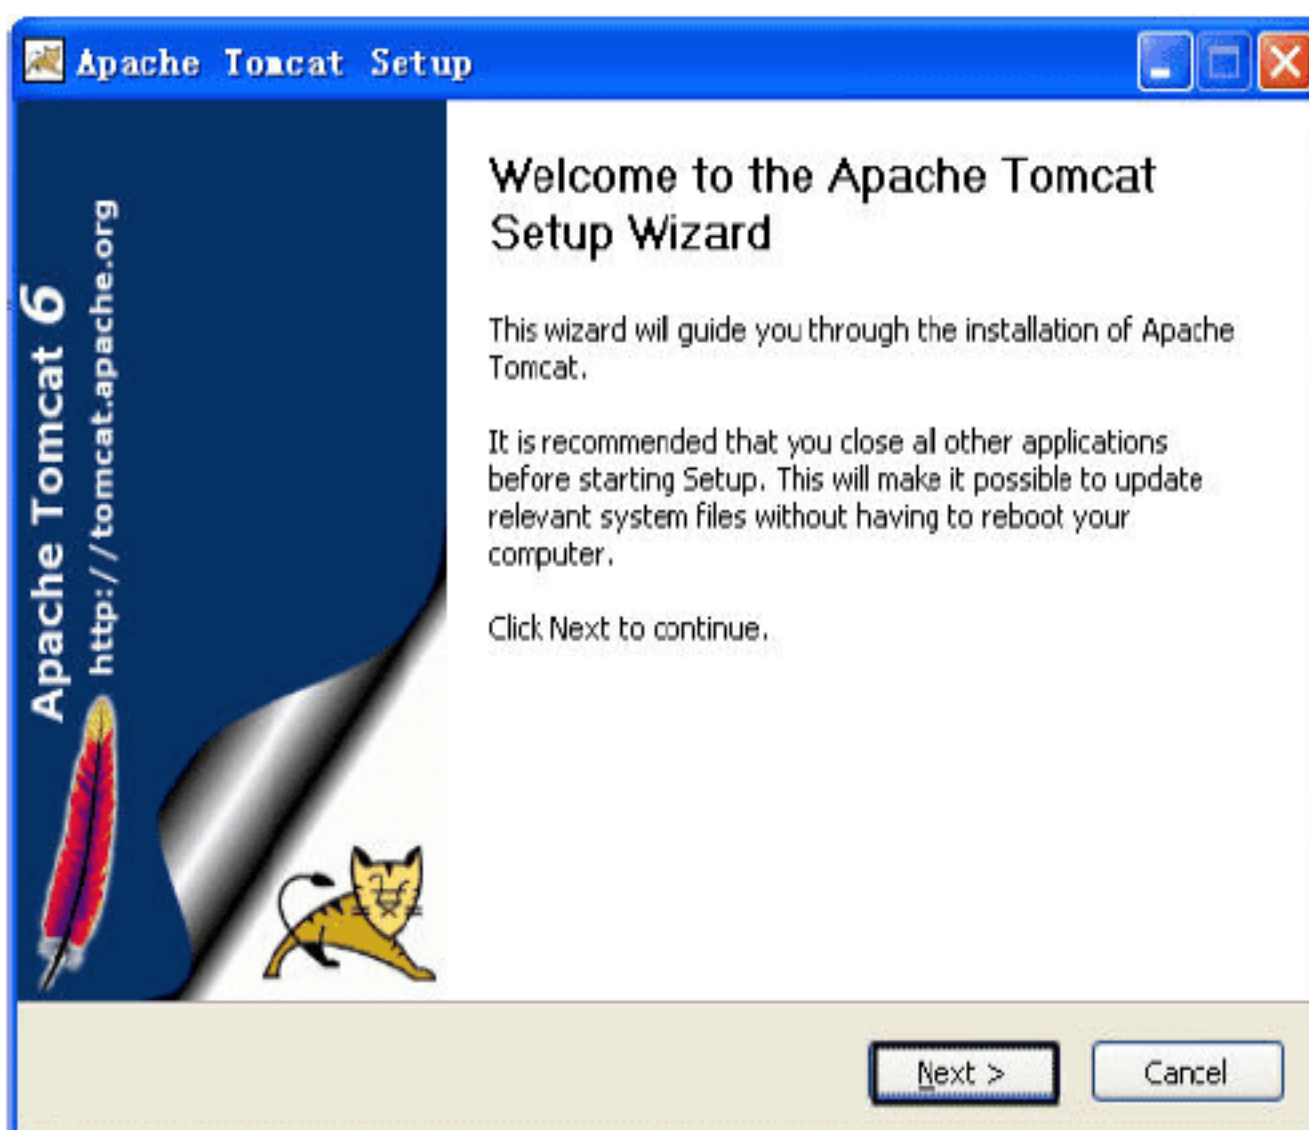 Apache Tomcat Setup
Apache Tomcat 6
http://tomcat.apache.org
Welcome to the Apache Tomcat
Setup Wizard
This wizard will guide you through the installation of Apache
Tomcat.
It is recommended that you close all other applications
before starting Setup. This will make it possible to update
relevant system files without having to reboot your
computer.
Click Next to continue.
Next >
Cancel